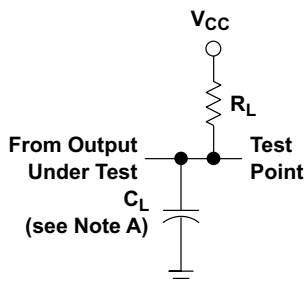 VCC
RL
From Output
Under Test
Test
Point
CL
(see Note A)